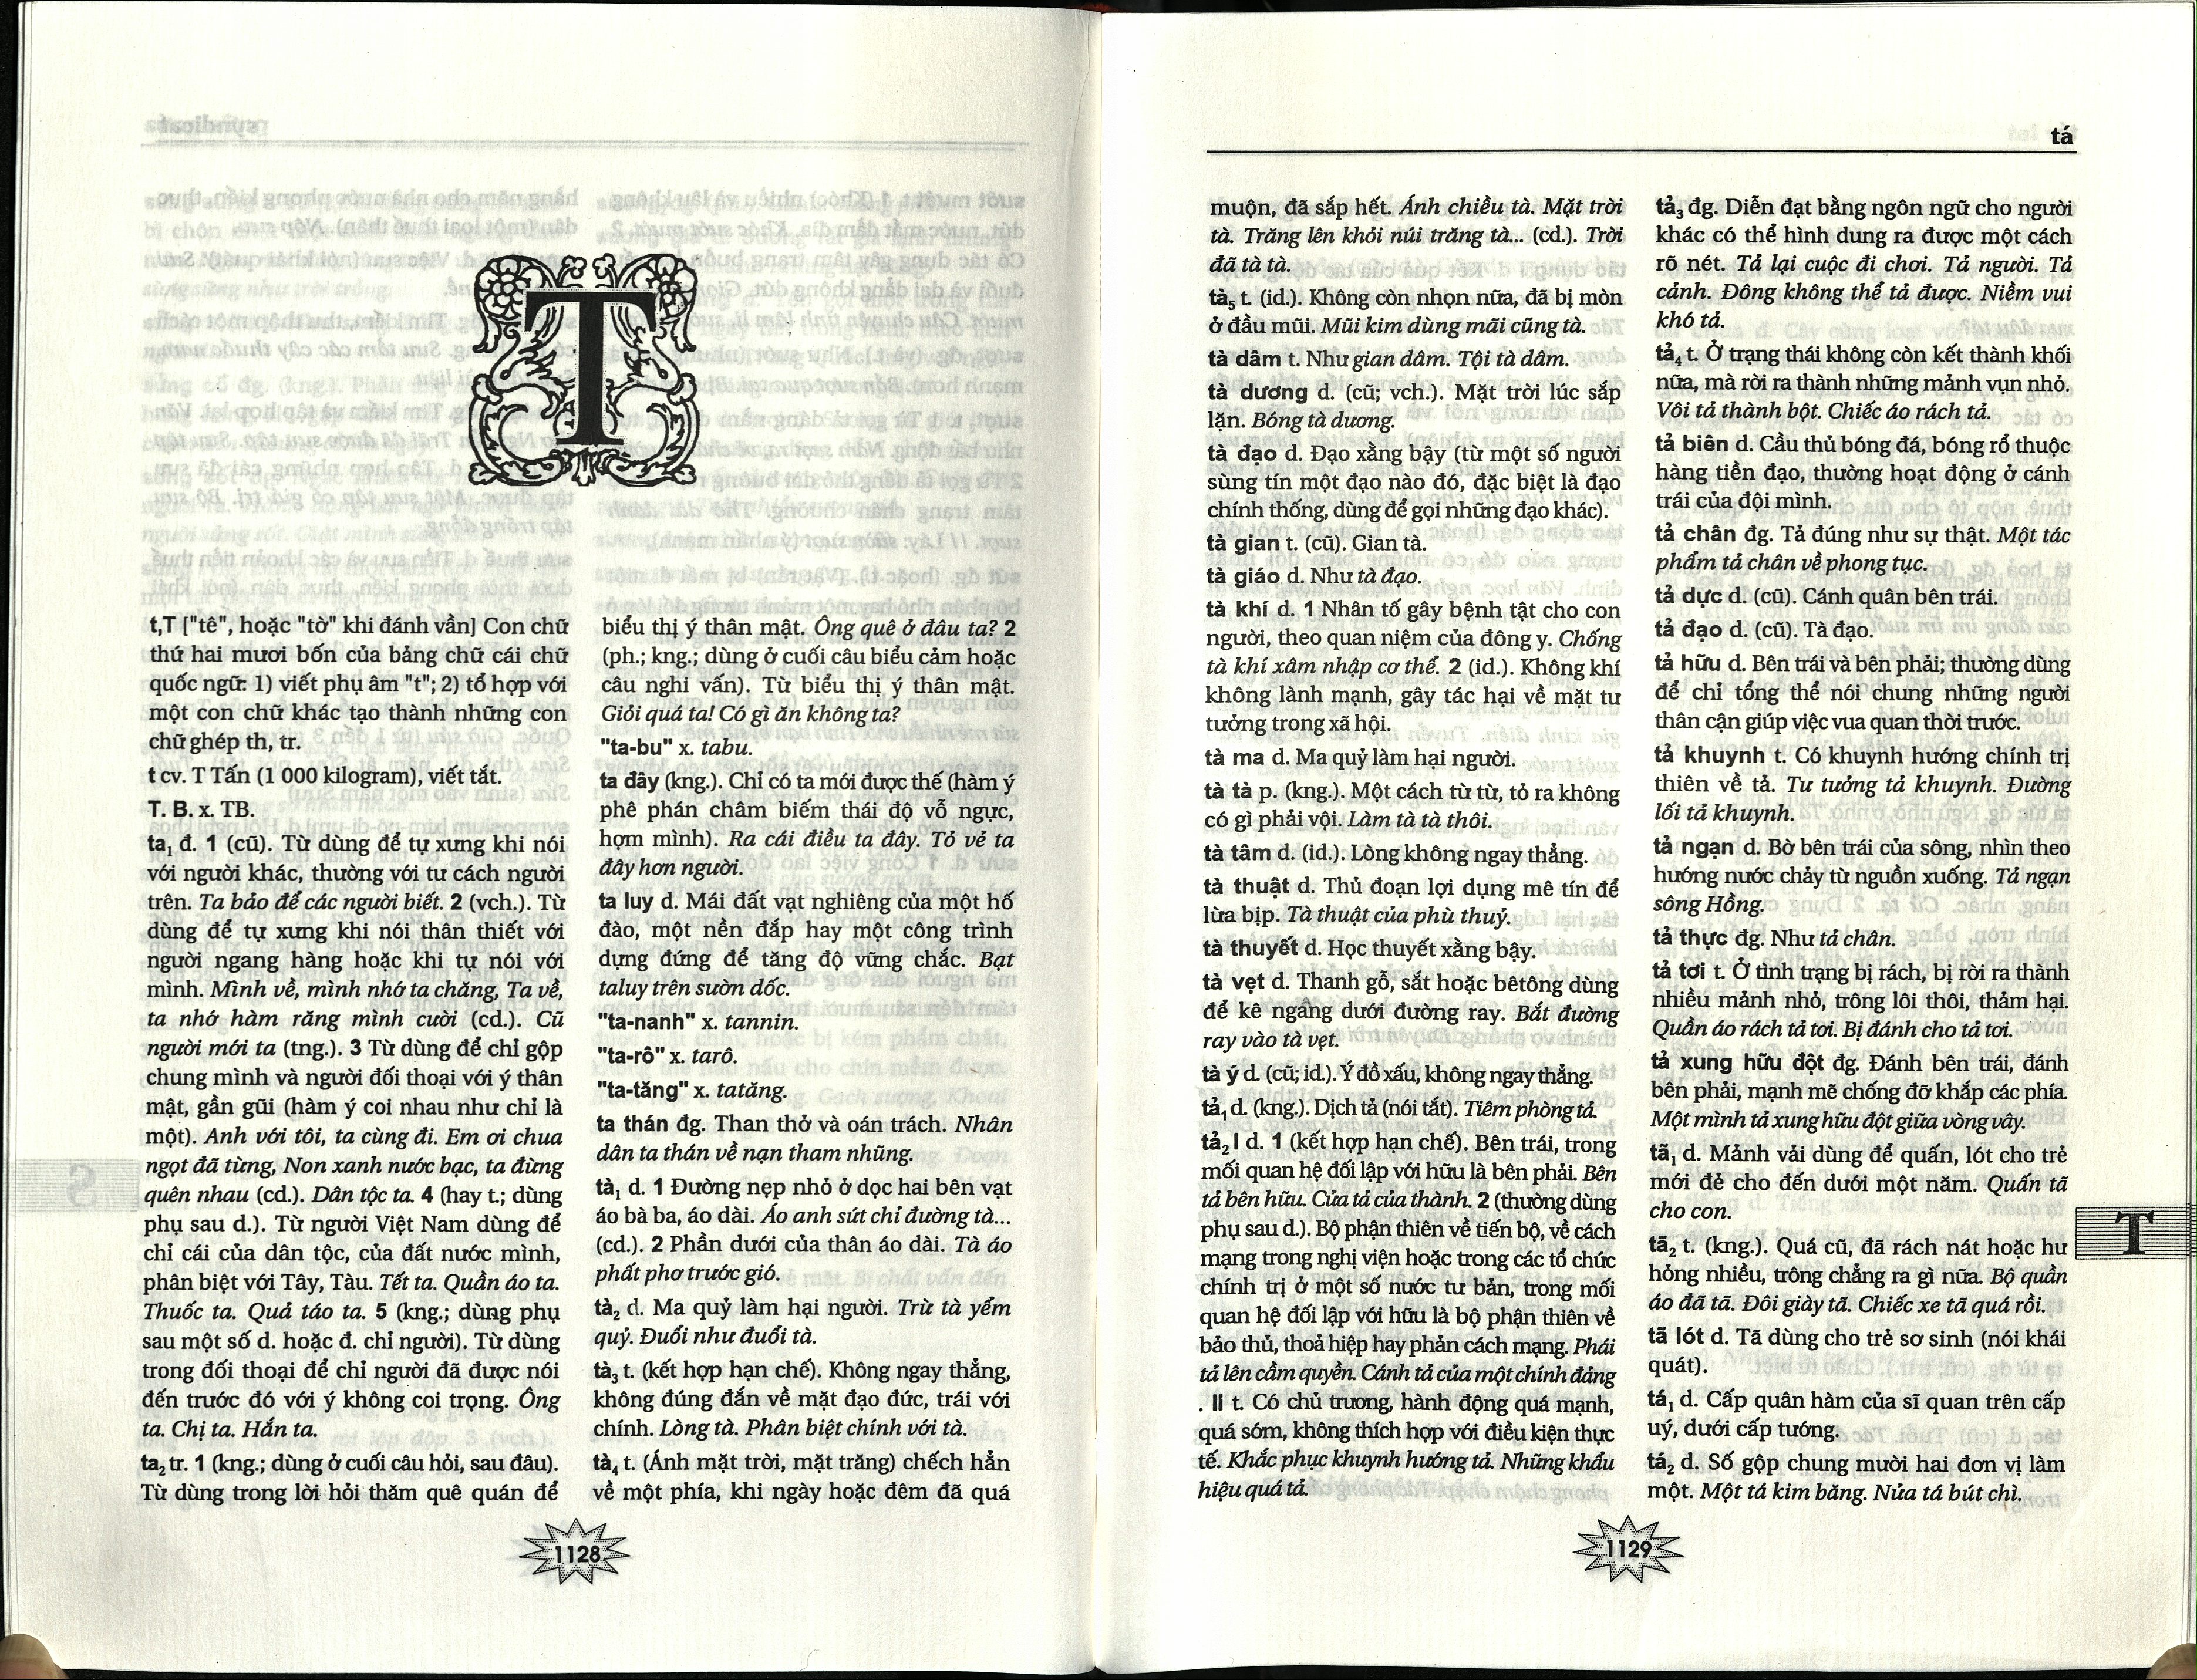 T
t,T ["tê", hoặc "tờ" khi đánh vần] Con chữ
thứ hai mươi bốn của bảng chữ cái chữ
quốc ngữ: 1) viết phụ âm "t"; 2) tổ hợp với
một con chữ khác tạo thành những con
chữ ghép th, tr.
t cv. T Tấn (1 000 kilogram), viết tắt.
T. B. x. TB.
ta₁ đ. 1 (cũ). Từ dùng để tự xưng khi nói
với người khác, thường với tư cách người
trên. Ta bảo để các người biết. 2 (vch.). Từ
dùng để tự xưng khi nói thân thiết với
người ngang hàng hoặc khi tự nói với
mình. Mình về, mình nhớ ta chăng, Ta về,
ta nhớ hàm răng mình cười (cd.). Cũ
người mới ta (tng.). 3 Từ dùng để chỉ gộp
chung mình và người đối thoại với ý thân
mật, gần gũi (hàm ý coi nhau như chỉ là
một). Anh với tôi, ta cùng đi. Em ơi chua
ngọt đã từng, Non xanh nước bạc, ta đừng
quên nhau (cd.). Dân tộc ta. 4 (hay t.; dùng
phụ sau d.). Từ người Việt Nam dùng để
chỉ cái của dân tộc, của đất nước mình,
phân biệt với Tây, Tàu. Tết ta. Quần áo ta.
Thuốc ta. Quả táo ta. 5 (kng.; dùng phụ
sau một số d. hoặc đ. chỉ người). Từ dùng
trong đối thoại để chỉ người đã được nói
đến trước đó với ý không coi trọng. Ông
ta. Chị ta. Hắn ta.
ta₂ tr. 1 (kng.; dùng ở cuối câu hỏi, sau đâu).
Từ dùng trong lời hỏi thăm quê quán để
biểu thị ý thân mật. Ông quê ở đâu ta? 2
(ph.; kng.; dùng ở cuối câu biểu cảm hoặc
câu nghi vấn). Từ biểu thị ý thân mật.
Giỏi quá ta! Có gì ăn không ta?
"ta-bu" x. tabu.
ta đây (kng.). Chỉ có ta mới được thế (hàm ý
phê phán châm biếm thái độ vỗ ngực,
hợm mình). Ra cái điều ta đây. Tỏ vẻ ta
đây hơn người.
ta luy d. Mái đất vạt nghiêng của một hố
đào, một nền đắp hay một công trình
dựng đứng để tăng độ vững chắc. Bạt
taluy trên sườn dốc.
"ta-nanh" x. tannin.
"ta-rô" x. tarô.
"ta-tăng" x. tatăng.
ta thán đg. Than thở và oán trách. Nhân
dân ta thán về nạn tham nhũng.
tà₁ d. 1 Đường nẹp nhỏ ở dọc hai bên vạt
áo bà ba, áo dài. Áo anh sứt chỉ đường tà...
(cd.). 2 Phần dưới của thân áo dài. Tà áo
phất phơ trước gió.
tà₂ d. Ma quỷ làm hại người. Trừ tà yểm
quỷ. Đuổi như đuổi tà.
tà₃ t. (kết hợp hạn chế). Không ngay thẳng,
không đúng đắn về mặt đạo đức, trái với
chính. Lòng tà. Phân biệt chính với tà.
tà₄ t. (Ánh mặt trời, mặt trăng) chếch hẳn
về một phía, khi ngày hoặc đêm đã quá
1128
tá
muộn, đã sắp hết. Ánh chiều tà. Mặt trời
tà. Trăng lên khỏi núi trăng tà... (cd.). Trời
đã tà tà.
tà₅ t. (id.). Không còn nhọn nữa, đã bị mòn
ở đầu mũi. Mũi kim dùng mãi cũng tà.
tà dâm t. Như gian dâm. Tội tà dâm.
tà dương d. (cũ; vch.). Mặt trời lúc sắp
lặn. Bóng tà dương.
tà đạo d. Đạo xằng bậy (từ một số người
sùng tín một đạo nào đó, đặc biệt là đạo
chính thống, dùng để gọi những đạo khác).
tà gian t. (cũ). Gian tà.
tà giáo d. Như tà đạo.
tà khí d. 1 Nhân tố gây bệnh tật cho con
người, theo quan niệm của đông y. Chống
tà khí xâm nhập cơ thể. 2 (id.). Không khí
không lành mạnh, gây tác hại về mặt tư
tưởng trong xã hội.
tà ma d. Ma quỷ làm hại người.
tà tà p. (kng.). Một cách từ từ, tỏ ra không
có gì phải vội. Làm tà tà thôi.
tà tâm d. (id.). Lòng không ngay thẳng.
tà thuật d. Thủ đoạn lợi dụng mê tín để
lừa bịp. Tà thuật của phù thuỷ.
tà thuyết d. Học thuyết xằng bậy.
tà vẹt d. Thanh gỗ, sắt hoặc bêtông dùng
để kê ngang dưới đường ray. Bắt đường
ray vào tà vẹt.
tà ý d. (cũ; id.). Ý đồ xấu, không ngay thẳng.
tả₁ d. (kng.). Dịch tả (nói tắt). Tiêm phòng tả.
tả₂ I d. 1 (kết hợp hạn chế). Bên trái, trong
mối quan hệ đối lập với hữu là bên phải. Bên
tả bên hữu. Cửa tả của thành. 2 (thường dùng
phụ sau d.). Bộ phận thiên về tiến bộ, về cách
mạng trong nghị viện hoặc trong các tổ chức
chính trị ở một số nước tư bản, trong mối
quan hệ đối lập với hữu là bộ phận thiên về
bảo thủ, thoả hiệp hay phản cách mạng. Phái
tả lên cầm quyền. Cánh tả của một chính đảng
. II t. Có chủ trương, hành động quá mạnh,
quá sớm, không thích hợp với điều kiện thực
tế. Khắc phục khuynh hướng tả. Những khẩu
hiệu quá tả.
tả₃ đg. Diễn đạt bằng ngôn ngữ cho người
khác có thể hình dung ra được một cách
rõ nét. Tả lại cuộc đi chơi. Tả người. Tả
cảnh. Đông không thể tả được. Niềm vui
khó tả.
tả₄ t. Ở trạng thái không còn kết thành khối
nữa, mà rời ra thành những mảnh vụn nhỏ.
Vôi tả thành bột. Chiếc áo rách tả.
tả biên d. Cầu thủ bóng đá, bóng rổ thuộc
hàng tiền đạo, thường hoạt động ở cánh
trái của đội mình.
tả chân đg. Tả đúng như sự thật. Một tác
phẩm tả chân về phong tục.
tả dực d. (cũ). Cánh quân bên trái.
tả đạo d. (cũ). Tà đạo.
tả hữu d. Bên trái và bên phải; thường dùng
để chỉ tổng thể nói chung những người
thân cận giúp việc vua quan thời trước.
tả khuynh t. Có khuynh hướng chính trị
thiên về tả. Tư tưởng tả khuynh. Đường
lối tả khuynh.
tả ngạn d. Bờ bên trái của sông, nhìn theo
hướng nước chảy từ nguồn xuống. Tả ngạn
sông Hồng.
tả thực đg. Như tả chân.
tả tơi t. Ở tình trạng bị rách, bị rời ra thành
nhiều mảnh nhỏ, trông lôi thôi, thảm hại.
Quần áo rách tả tơi. Bị đánh cho tả tơi.
tả xung hữu đột đg. Đánh bên trái, đánh
bên phải, mạnh mẽ chống đỡ khắp các phía.
Một mình tả xung hữu đột giữa vòng vây.
tã₁ d. Mảnh vải dùng để quấn, lót cho trẻ
mới đẻ cho đến dưới một năm. Quấn tã
cho con.
tã₂ t. (kng.). Quá cũ, đã rách nát hoặc hư
hỏng nhiều, trông chẳng ra gì nữa. Bộ quần
áo đã tã. Đôi giày tã. Chiếc xe tã quá rồi.
tã lót d. Tã dùng cho trẻ sơ sinh (nói khái
quát).
tá₁ d. Cấp quân hàm của sĩ quan trên cấp
uý, dưới cấp tướng.
tá₂ d. Số gộp chung mười hai đơn vị làm
một. Một tá kim băng. Nửa tá bút chì.
T
1129